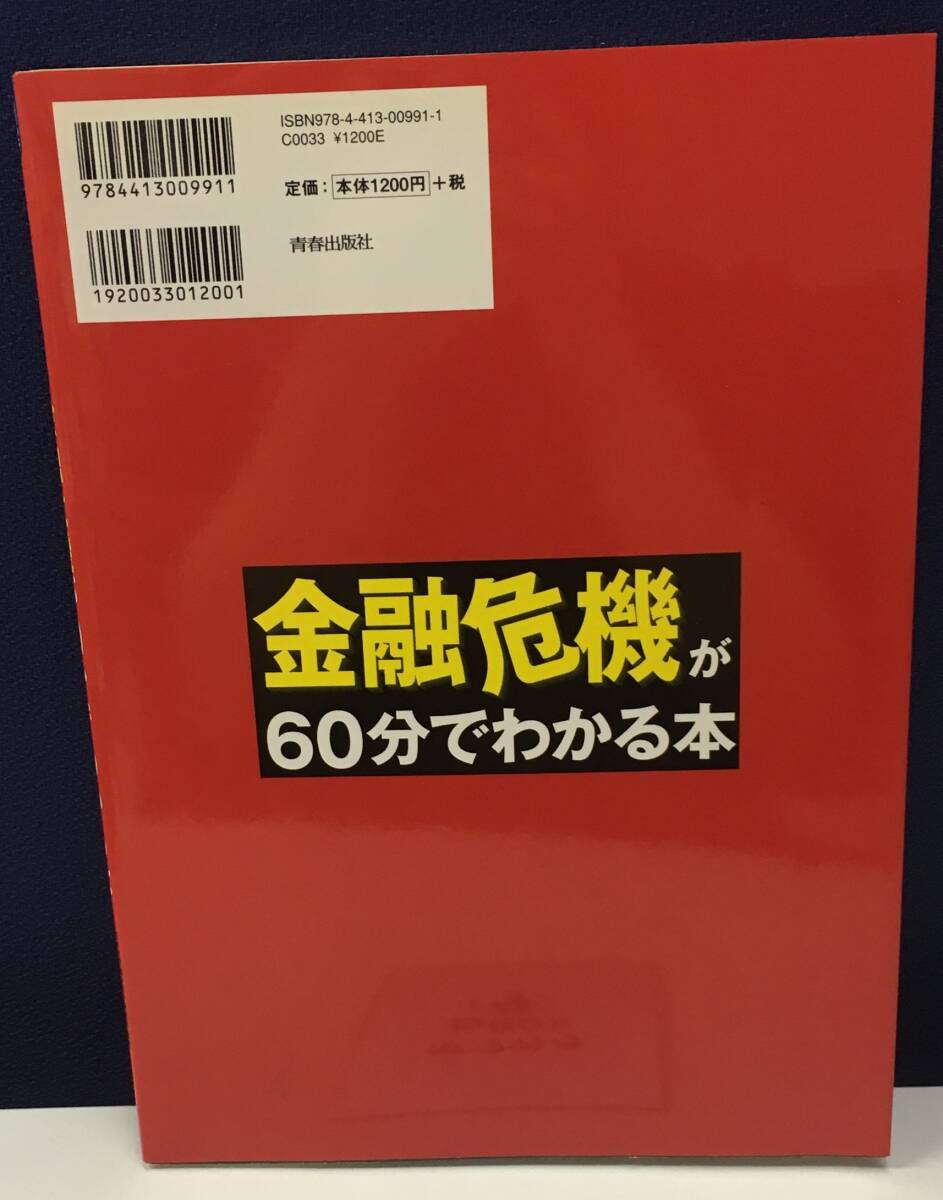 ISBN978-4-413-00991-1
C0033 ¥1200E
9784413009911
定価：本体1200円+税
青春出版社
1920033012001
金融危機が
60分でわかる本